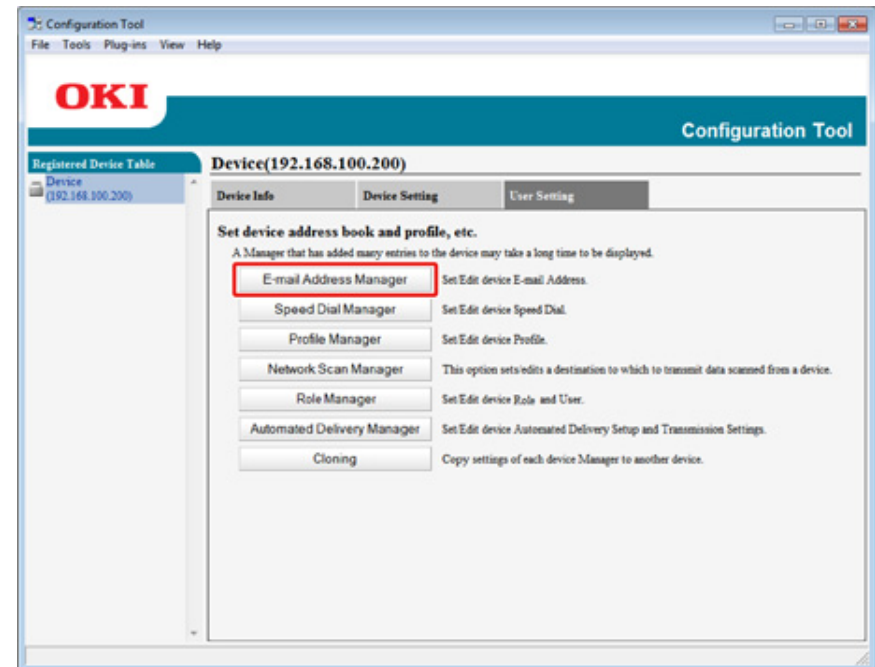 Configuration Tool
File Tools Plug-ins View Help
OKI
Configuration Tool
Registered Device Table
Device
(192.168.100.200)
Device(192.168.100.200)
Device Info Device Setting User Setting
Set device address book and profile, etc.
A Manager that has added many entries to the device may take a long time to be displayed.
E-mail Address Manager Set/Edit device E-mail Address.
Speed Dial Manager Set/Edit device Speed Dial.
Profile Manager Set/Edit device Profile.
Network Scan Manager This option sets/edits a destination to which to transmit data scanned from a device.
Role Manager Set/Edit device Role and User.
Automated Delivery Manager Set/Edit device Automated Delivery Setup and Transmission Settings.
Cloning Copy settings of each device Manager to another device.